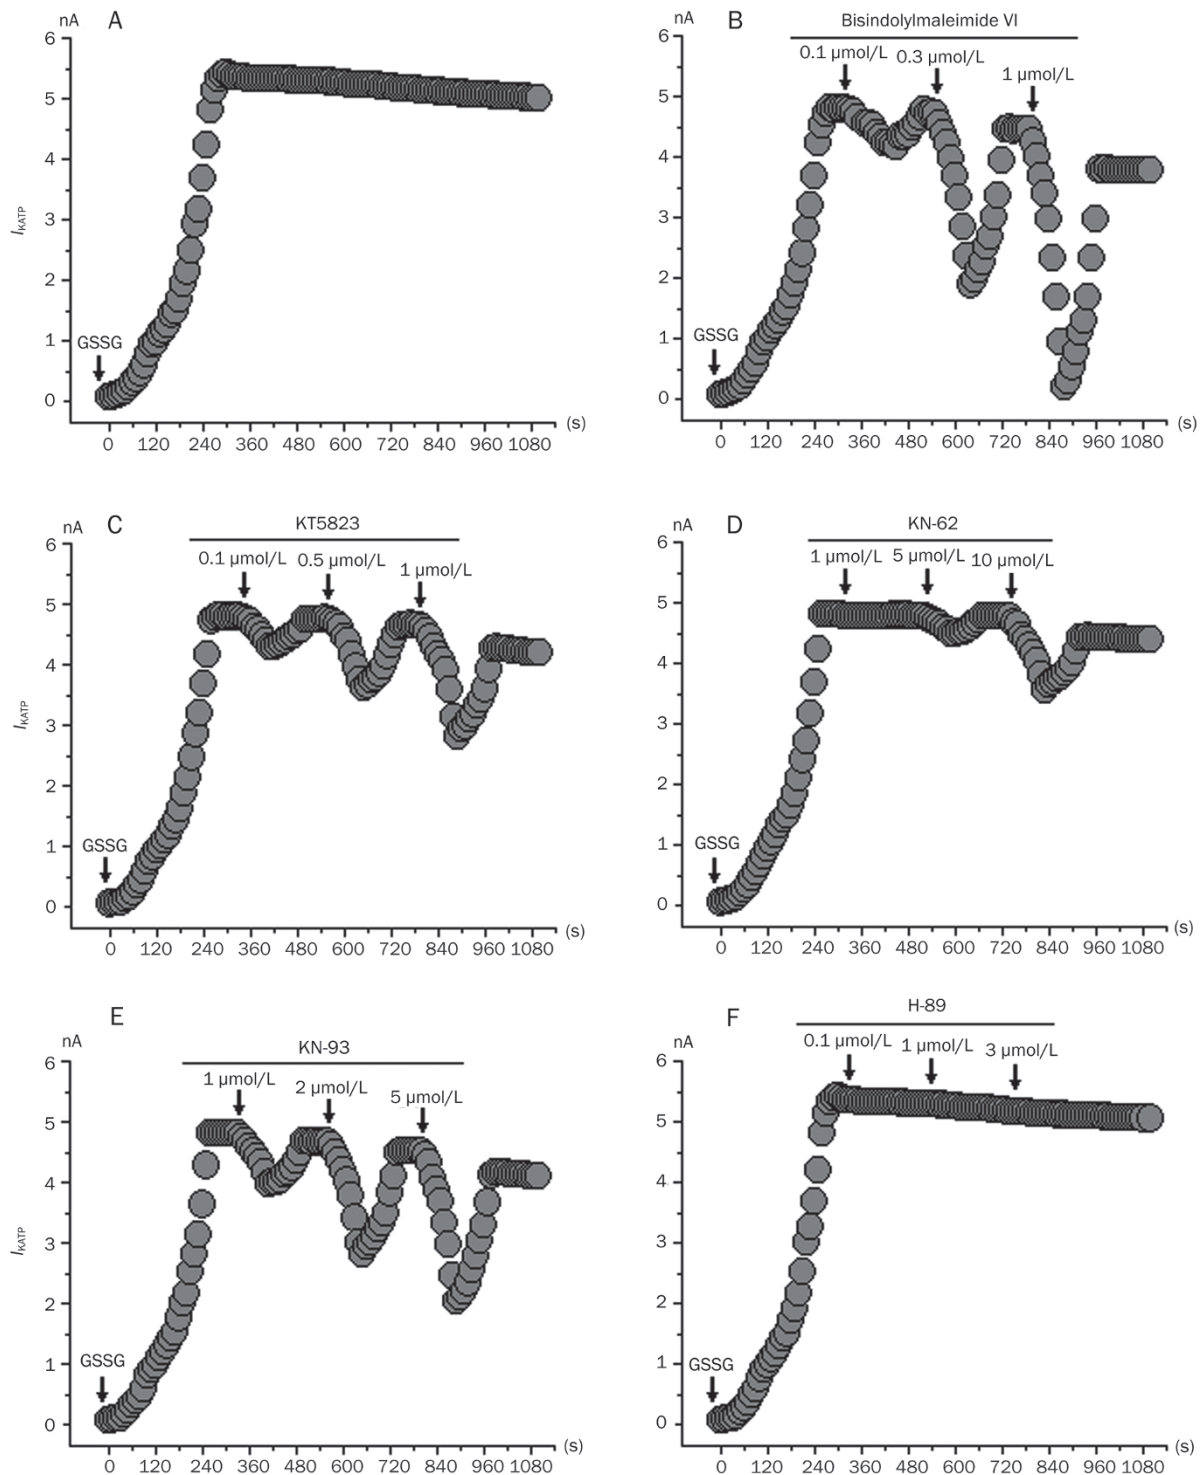 nA
A
6
5
4
3
2
1
0
I KATP
GSSG
(s)
0 120 240 360 480 600 720 840 960 1080
nA
B
Bisindolylmaleimide VI
0.1 µmol/L 0.3 µmol/L
1 µmol/L
6
5
4
3
2
1
0
GSSG
(s)
0 120 240 360 480 600 720 840 960 1080
nA
C
KT5823
0.1 µmol/L 0.5 µmol/L
1 µmol/L
6
5
4
3
2
1
0
I KATP
GSSG
(s)
0 120 240 360 480 600 720 840 960 1080
nA
D
KN-62
1 µmol/L 5 µmol/L 10 µmol/L
6
5
4
3
2
1
0
GSSG
(s)
0 120 240 360 480 600 720 840 960 1080
nA
E
KN-93
1 µmol/L 2 µmol/L
5 µmol/L
6
5
4
3
2
1
0
I KATP
GSSG
(s)
0 120 240 360 480 600 720 840 960 1080
nA
F
H-89
0.1 µmol/L 1 µmol/L 3 µmol/L
6
5
4
3
2
1
0
GSSG
(s)
0 120 240 360 480 600 720 840 960 1080